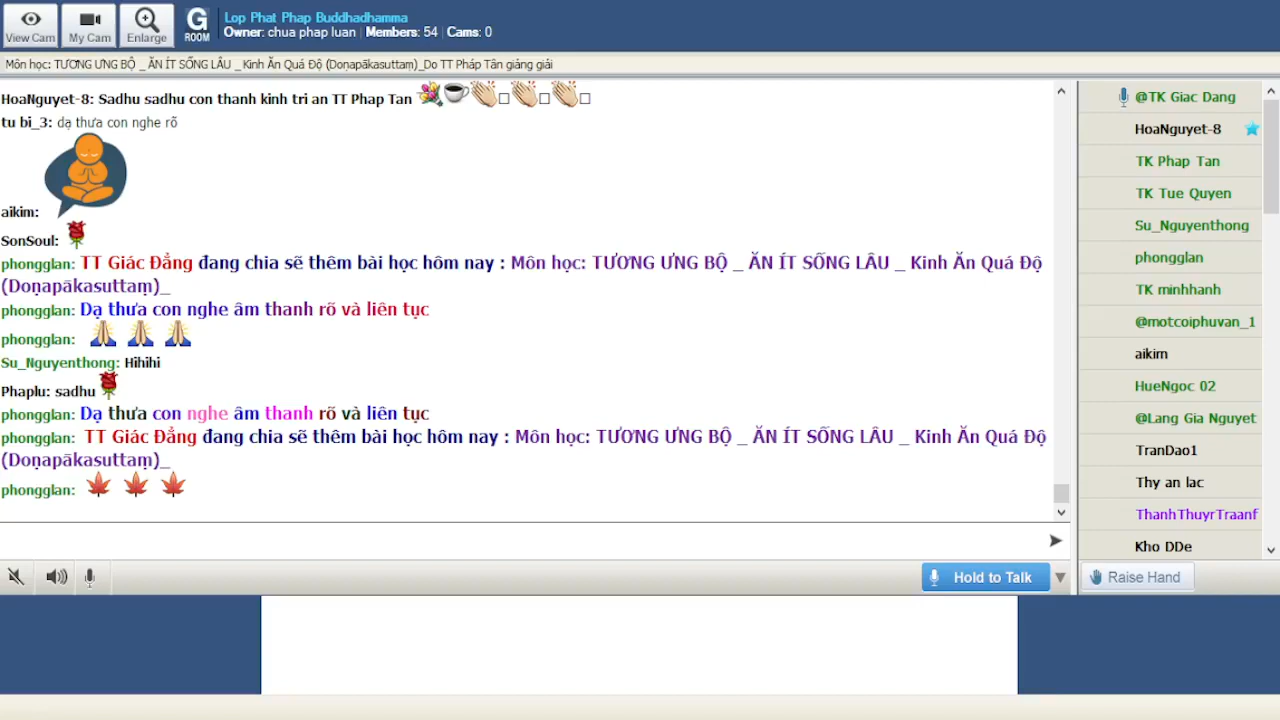 View Cam
My Cam
Enlarge
G
ROOM
Lop Phat Phap Buddhadhamma
Owner: chua phap luan | Members: 54 | Cams: 0
Môn học: TƯƠNG ƯNG BỘ _ ĂN ÍT SỐNG LÂU _ Kinh Ăn Quá Độ (Doṇapākasuttaṃ)_Do TT Pháp Tân giảng giải
HoaNguyet-8: Sadhu sadhu con thanh kinh tri an TT Phap Tan
tu bi_3: dạ thưa con nghe rõ
aikim:
SonSoul:
phongglan: TT Giác Đẳng đang chia sẽ thêm bài học hôm nay : Môn học: TƯƠNG ƯNG BỘ _ ĂN ÍT SỐNG LÂU _ Kinh Ăn Quá Độ
(Doṇapākasuttaṃ)_
phongglan: Dạ thưa con nghe âm thanh rõ và liên tục
phongglan:
Su_Nguyenthong: Hihihi
Phaplu: sadhu
phongglan: Dạ thưa con nghe âm thanh rõ và liên tục
phongglan: TT Giác Đẳng đang chia sẽ thêm bài học hôm nay : Môn học: TƯƠNG ƯNG BỘ _ ĂN ÍT SỐNG LÂU _ Kinh Ăn Quá Độ
(Doṇapākasuttaṃ)_
phongglan:
@TK Giac Dang
HoaNguyet-8
TK Phap Tan
TK Tue Quyen
Su_Nguyenthong
phongglan
TK minhhanh
@motcoiphuvan_1
aikim
HueNgoc 02
@Lang Gia Nguyet
TranDao1
Thy an lac
ThanhThuyrTraanf
Kho DDe
Hold to Talk
Raise Hand